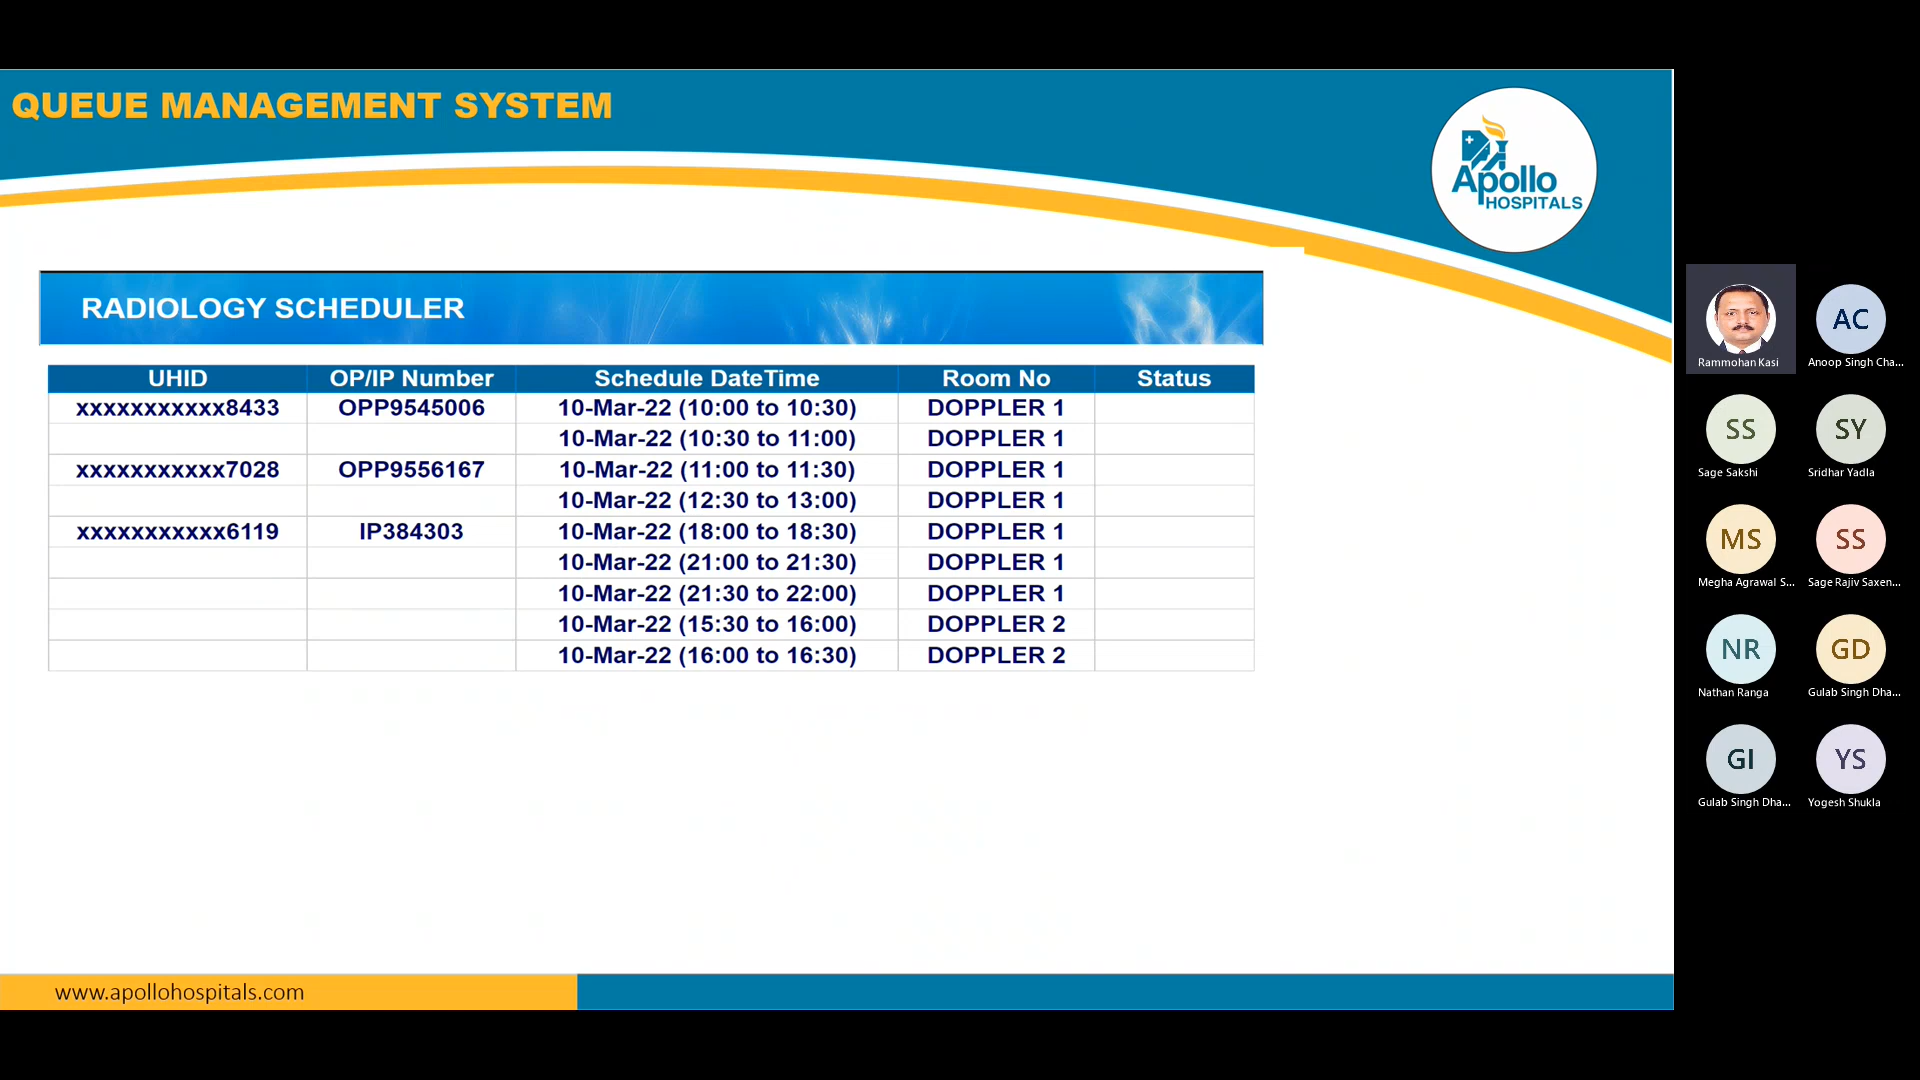 QUEUE MANAGEMENT SYSTEM
Apollo
HOSPITALS
RADIOLOGY SCHEDULER
UHID OP/IP Number Schedule DateTime Room No Status
xxxxxxxxxxx8433 OPP9545006 10-Mar-22 (10:00 to 10:30) DOPPLER 1
10-Mar-22 (10:30 to 11:00) DOPPLER 1
xxxxxxxxxxx7028 OPP9556167 10-Mar-22 (11:00 to 11:30) DOPPLER 1
10-Mar-22 (12:30 to 13:00) DOPPLER 1
xxxxxxxxxxx6119 IP384303 10-Mar-22 (18:00 to 18:30) DOPPLER 1
10-Mar-22 (21:00 to 21:30) DOPPLER 1
10-Mar-22 (21:30 to 22:00) DOPPLER 1
10-Mar-22 (15:30 to 16:00) DOPPLER 2
10-Mar-22 (16:00 to 16:30) DOPPLER 2
www.apollohospitals.com
AC
Rammohan Kasi Anoop Singh Cha...
SS SY
Sage Sakshi Sridhar Yadla
MS SS
Megha Agrawal S... Sage Rajiv Saxen...
NR GD
Nathan Ranga Gulab Singh Dha...
GI YS
Gulab Singh Dha... Yogesh Shukla